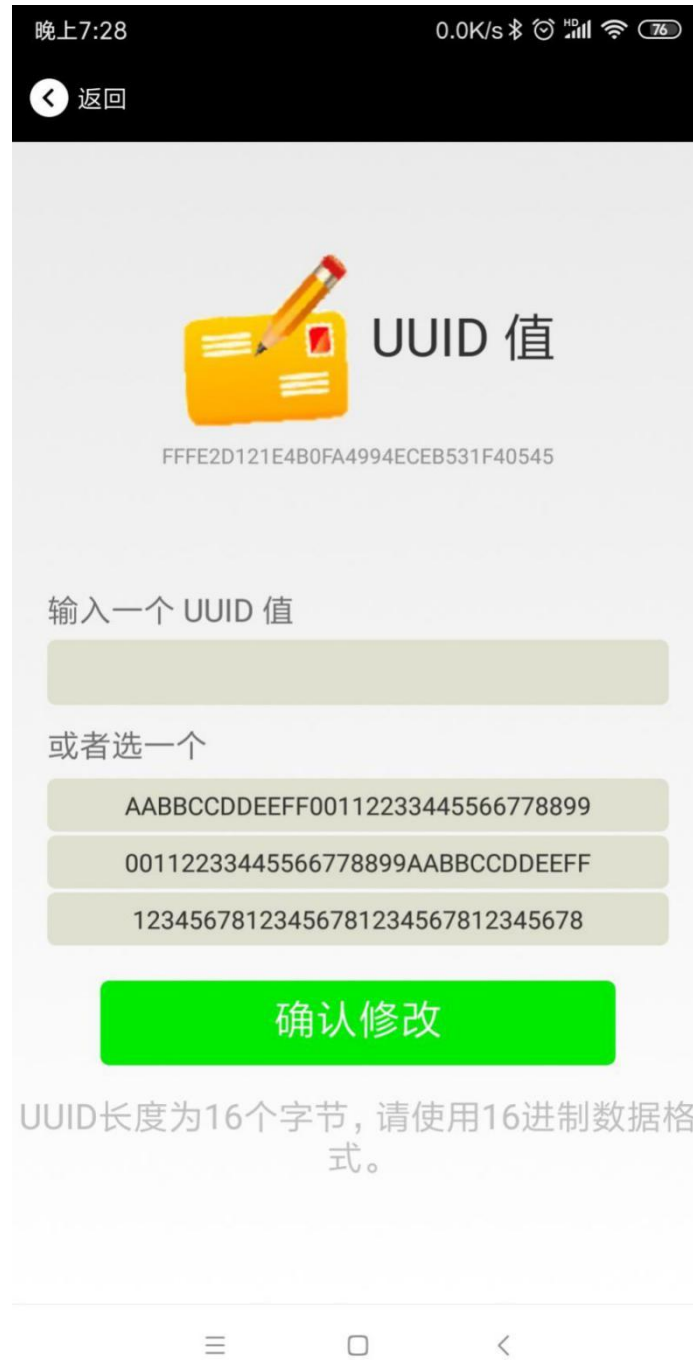 晚上7:28
0.0K/s HD 76
返回
UUID 值
FFFE2D121E4B0FA4994ECEB531F40545
输入一个 UUID 值
或者选一个
AABBCCDDEEFF00112233445566778899
00112233445566778899AABBCCDDEEFF
12345678123456781234567812345678
确认修改
UUID长度为16个字节，请使用16进制数据格
式。